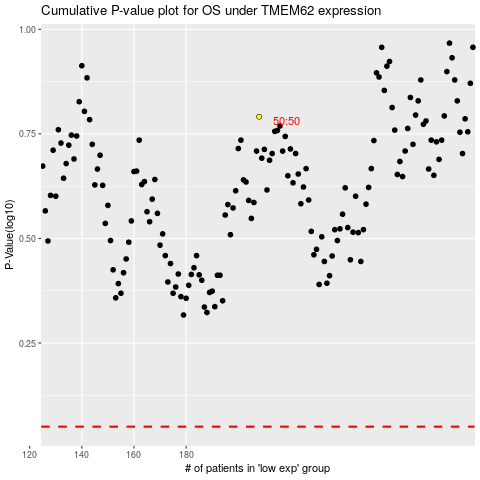 Cumulative P-value plot for OS under TMEM62 expression
P-Value(log10)
1.00
0.75
0.50
0.25
50:50
120 140 160 180
# of patients in 'low exp' group